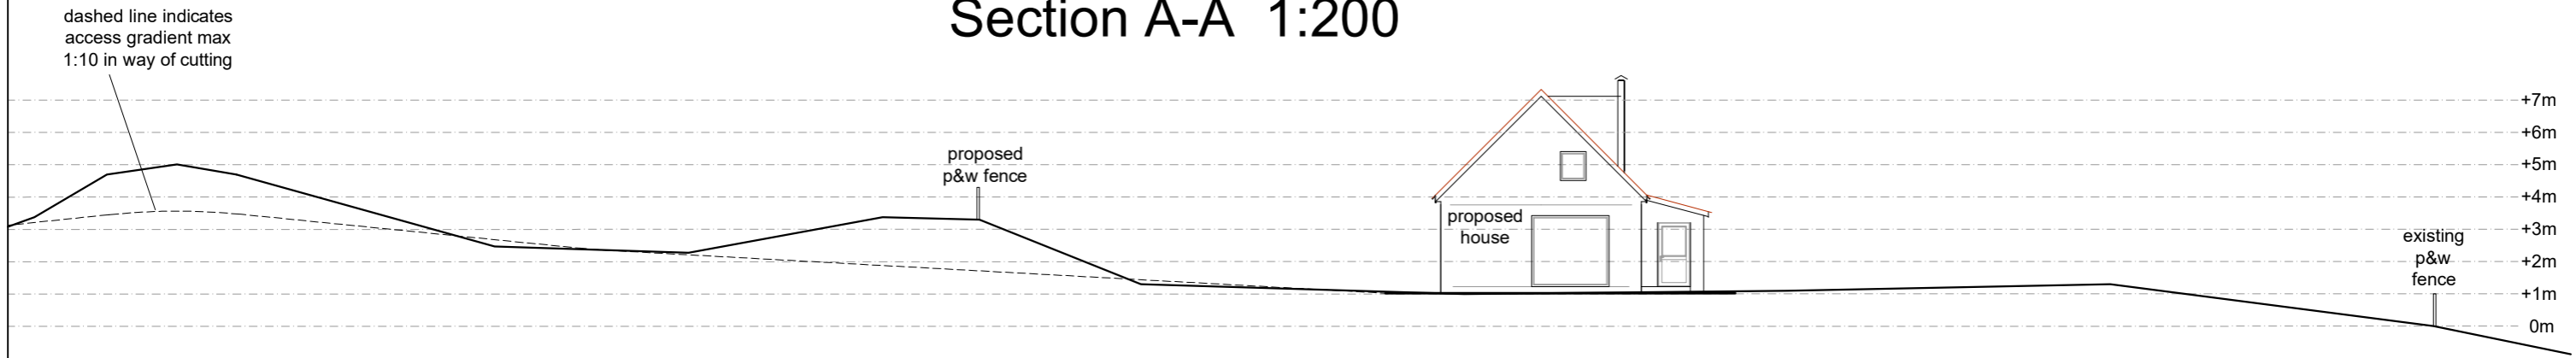 Section A-A 1:200
dashed line indicates
access gradient max
1:10 in way of cutting
proposed
p&w fence
proposed
house
existing
p&w
fence
+7m
+6m
+5m
+4m
+3m
+2m
+1m
0m